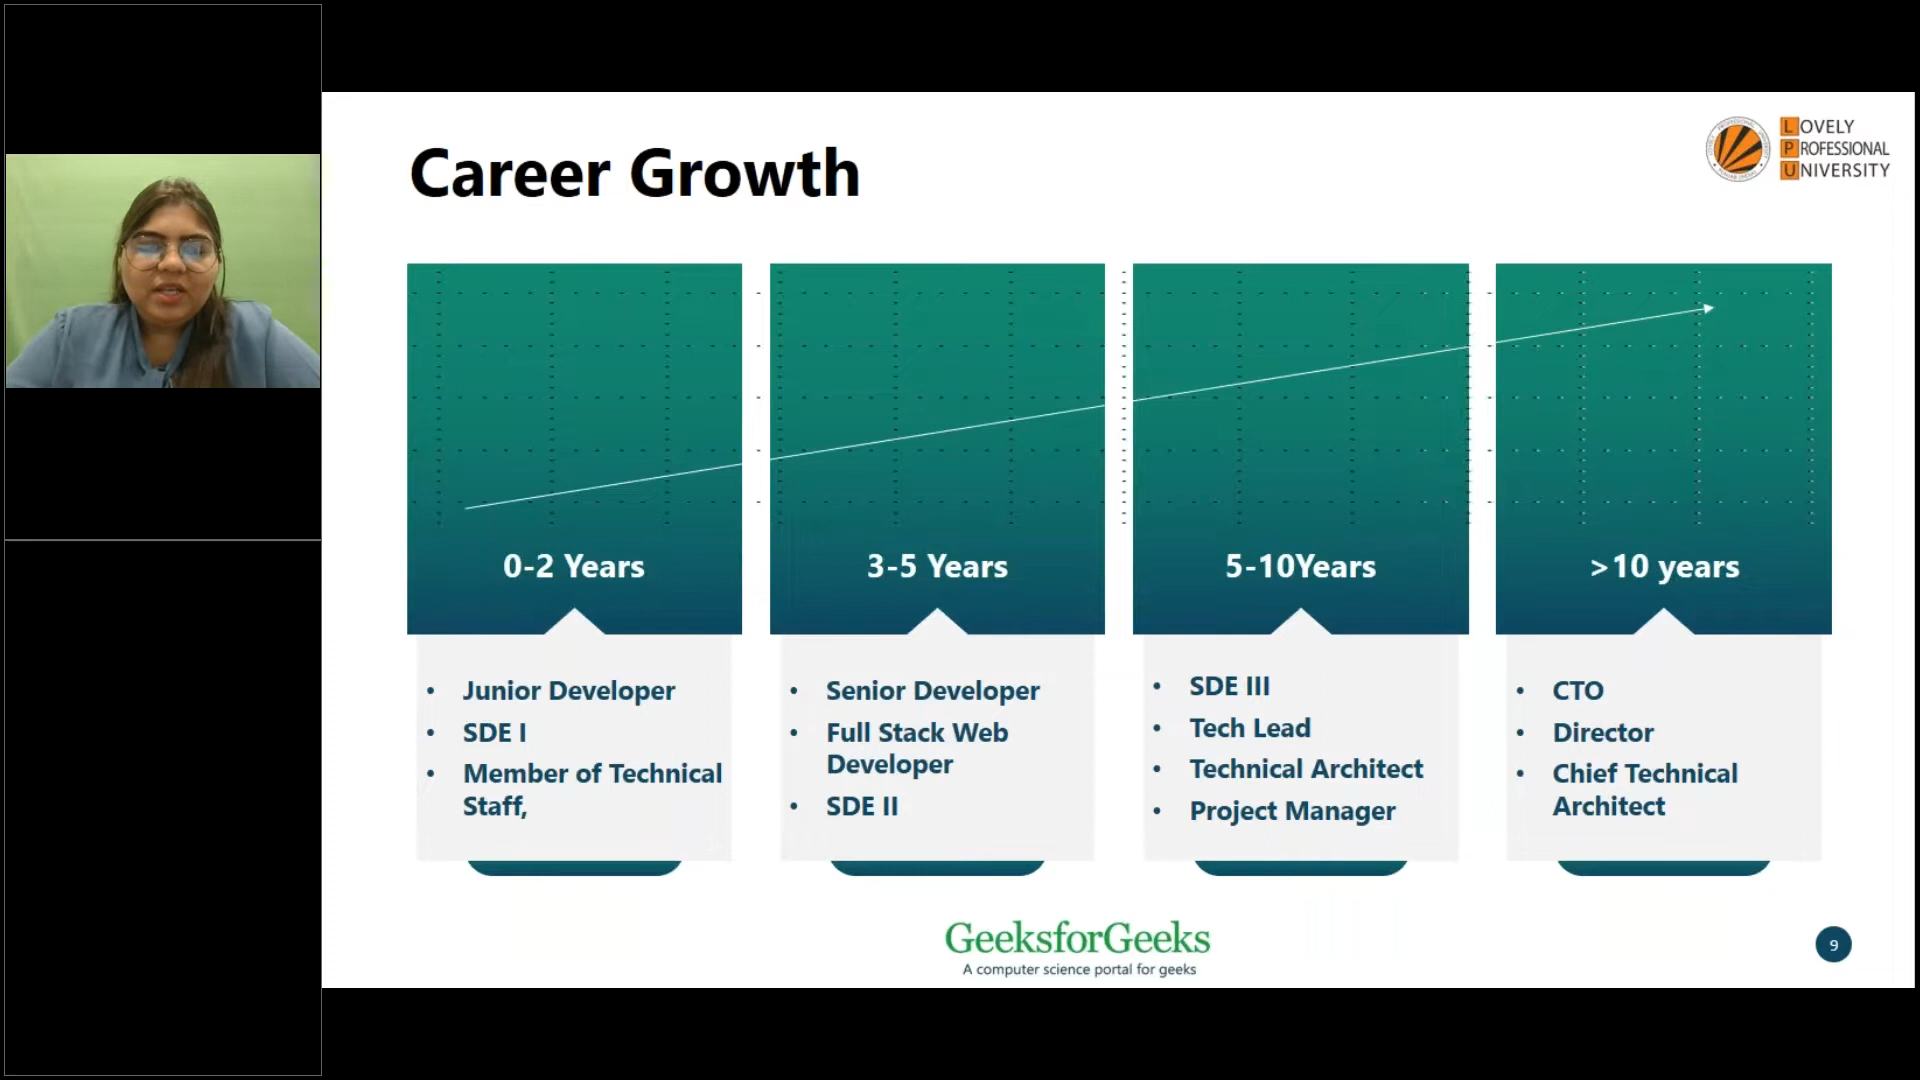 Career Growth
LOVELY
PROFESSIONAL
UNIVERSITY
0-2 Years
3-5 Years
5-10Years
>10 years
• Junior Developer
• SDE I
• Member of Technical
Staff,
• Senior Developer
• Full Stack Web
Developer
• SDE II
• SDE III
• Tech Lead
• Technical Architect
• Project Manager
• CTO
• Director
• Chief Technical
Architect
GeeksforGeeks
A computer science portal for geeks
9